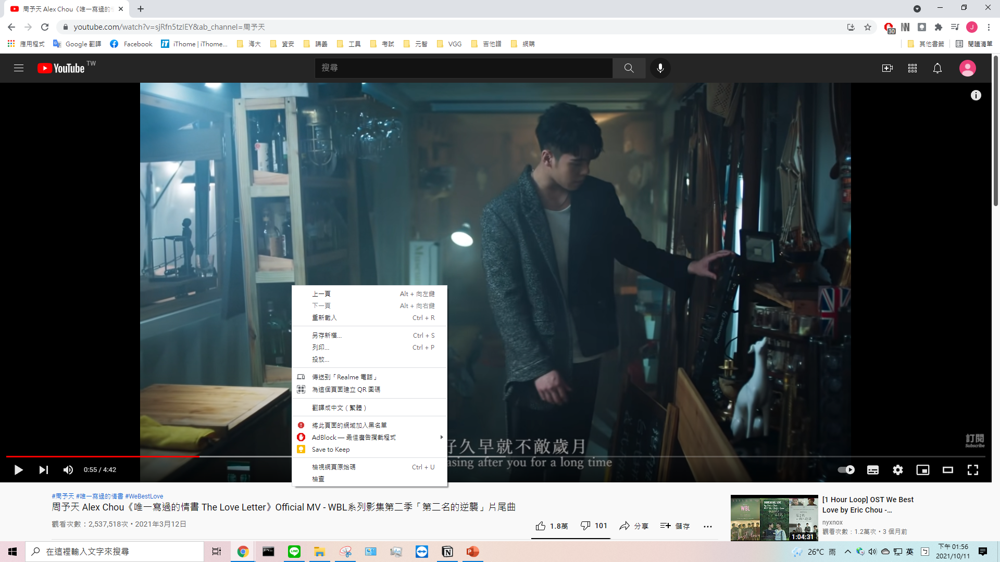 周予天 Alex Chou《唯一寫過的情
youtube.com/watch?v=sjRfn5tzlEY&ab_channel=周予天
30
J
應用程式
Google 翻譯
Facebook
iT
iThome | iThome...
海大
資安
講義
工具
考試
元智
VGG
吉他譜
網購
其他書籤
閱讀清單
YouTube TW
搜尋
上一頁 Alt + 向左鍵
下一頁 Alt + 向右鍵
重新載入 Ctrl + R
另存新檔... Ctrl + S
列印... Ctrl + P
投放...
傳送到「Realme 電話」
為這個頁面建立 QR 圖碼
翻譯成中文 ( 繁體 )
將此頁面的網域加入黑名單
AdBlock — 最佳廣告攔截程式
Save to Keep
檢視網頁原始碼 Ctrl + U
檢查
Pioneer DJ
好久早就不敵歲月
asing after you for a long time
訂閱
Subscribe
0:55 / 4:42
#周予天 #唯一寫過的情書 #WeBestLove
周予天 Alex Chou《唯一寫過的情書 The Love Letter》Official MV - WBL系列影集第二季「第二名的逆襲」片尾曲
觀看次數：2,537,518次・2021年3月12日
1.8萬
101
分享
儲存
WBL
1:04:31
[1 Hour Loop] OST We Best
Love by Eric Chou -...
nyxnox
觀看次數：1.2萬次・3 個月前
在這裡輸入文字來搜尋
LINE
26°C 雨
英
下午 01:56
2021/10/11